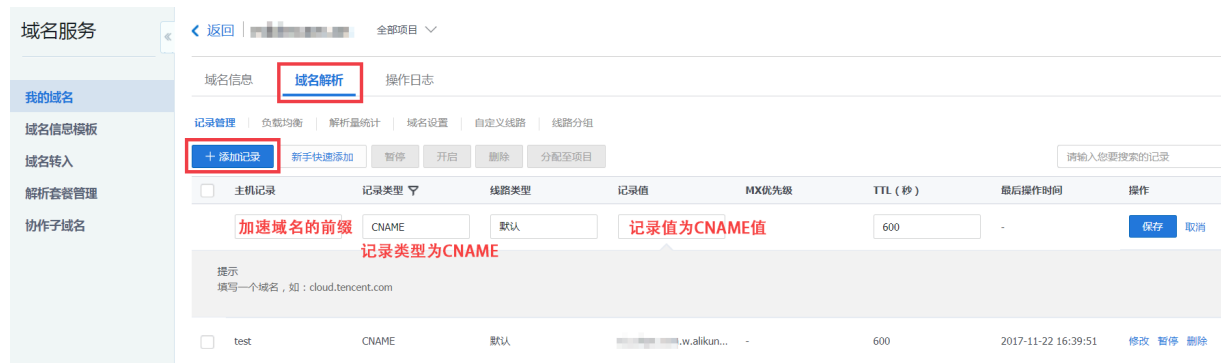 域名服务
返回 全部项目
域名信息 域名解析 操作日志
我的域名
域名信息模板
域名转入
解析套餐管理
协作子域名
记录管理 负载均衡 解析量统计 域名设置 自定义线路 线路分组
+ 添加记录 新手快速添加 暂停 开启 删除 分配至项目 请输入您要搜索的记录
主机记录 记录类型 线路类型 记录值 MX优先级 TTL(秒) 最后操作时间 操作
加速域名的前缀 CNAME 默认 记录值为CNAME值 600 - 保存 取消
记录类型为CNAME
提示
填写一个域名,如:cloud.tencent.com
test CNAME 默认 .w.alikun... - 600 2017-11-22 16:39:51 修改 暂停 删除